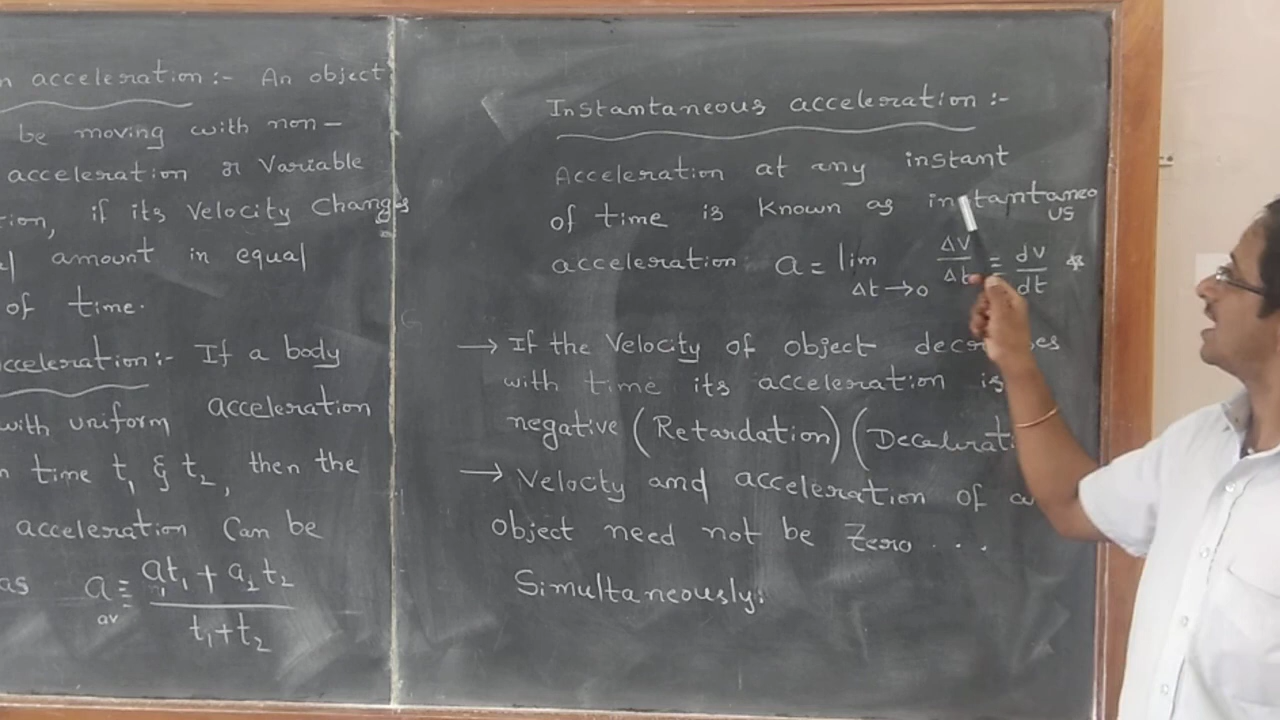 n acceleration:- An object
be moving with non-
acceleration or Variable
tion, if its Velocity Changes
al amount in equal
of time.
acceleration:- If a body
with uniform acceleration
n time t₁ & t₂, then the
acceleration Can be
as a_av = (a₁t₁ + a₂t₂)/(t₁+t₂)
Instantaneous acceleration:-
Acceleration at any instant
of time is Known as instantaneous
acceleration a = lim Δt→0 Δv/Δt = dv/dt
→ If the Velocity of object decreases
with time its acceleration is
negative (Retardation) (Decelerati
→ Velocity and acceleration of a
object need not be Zero ...
Simultaneously.